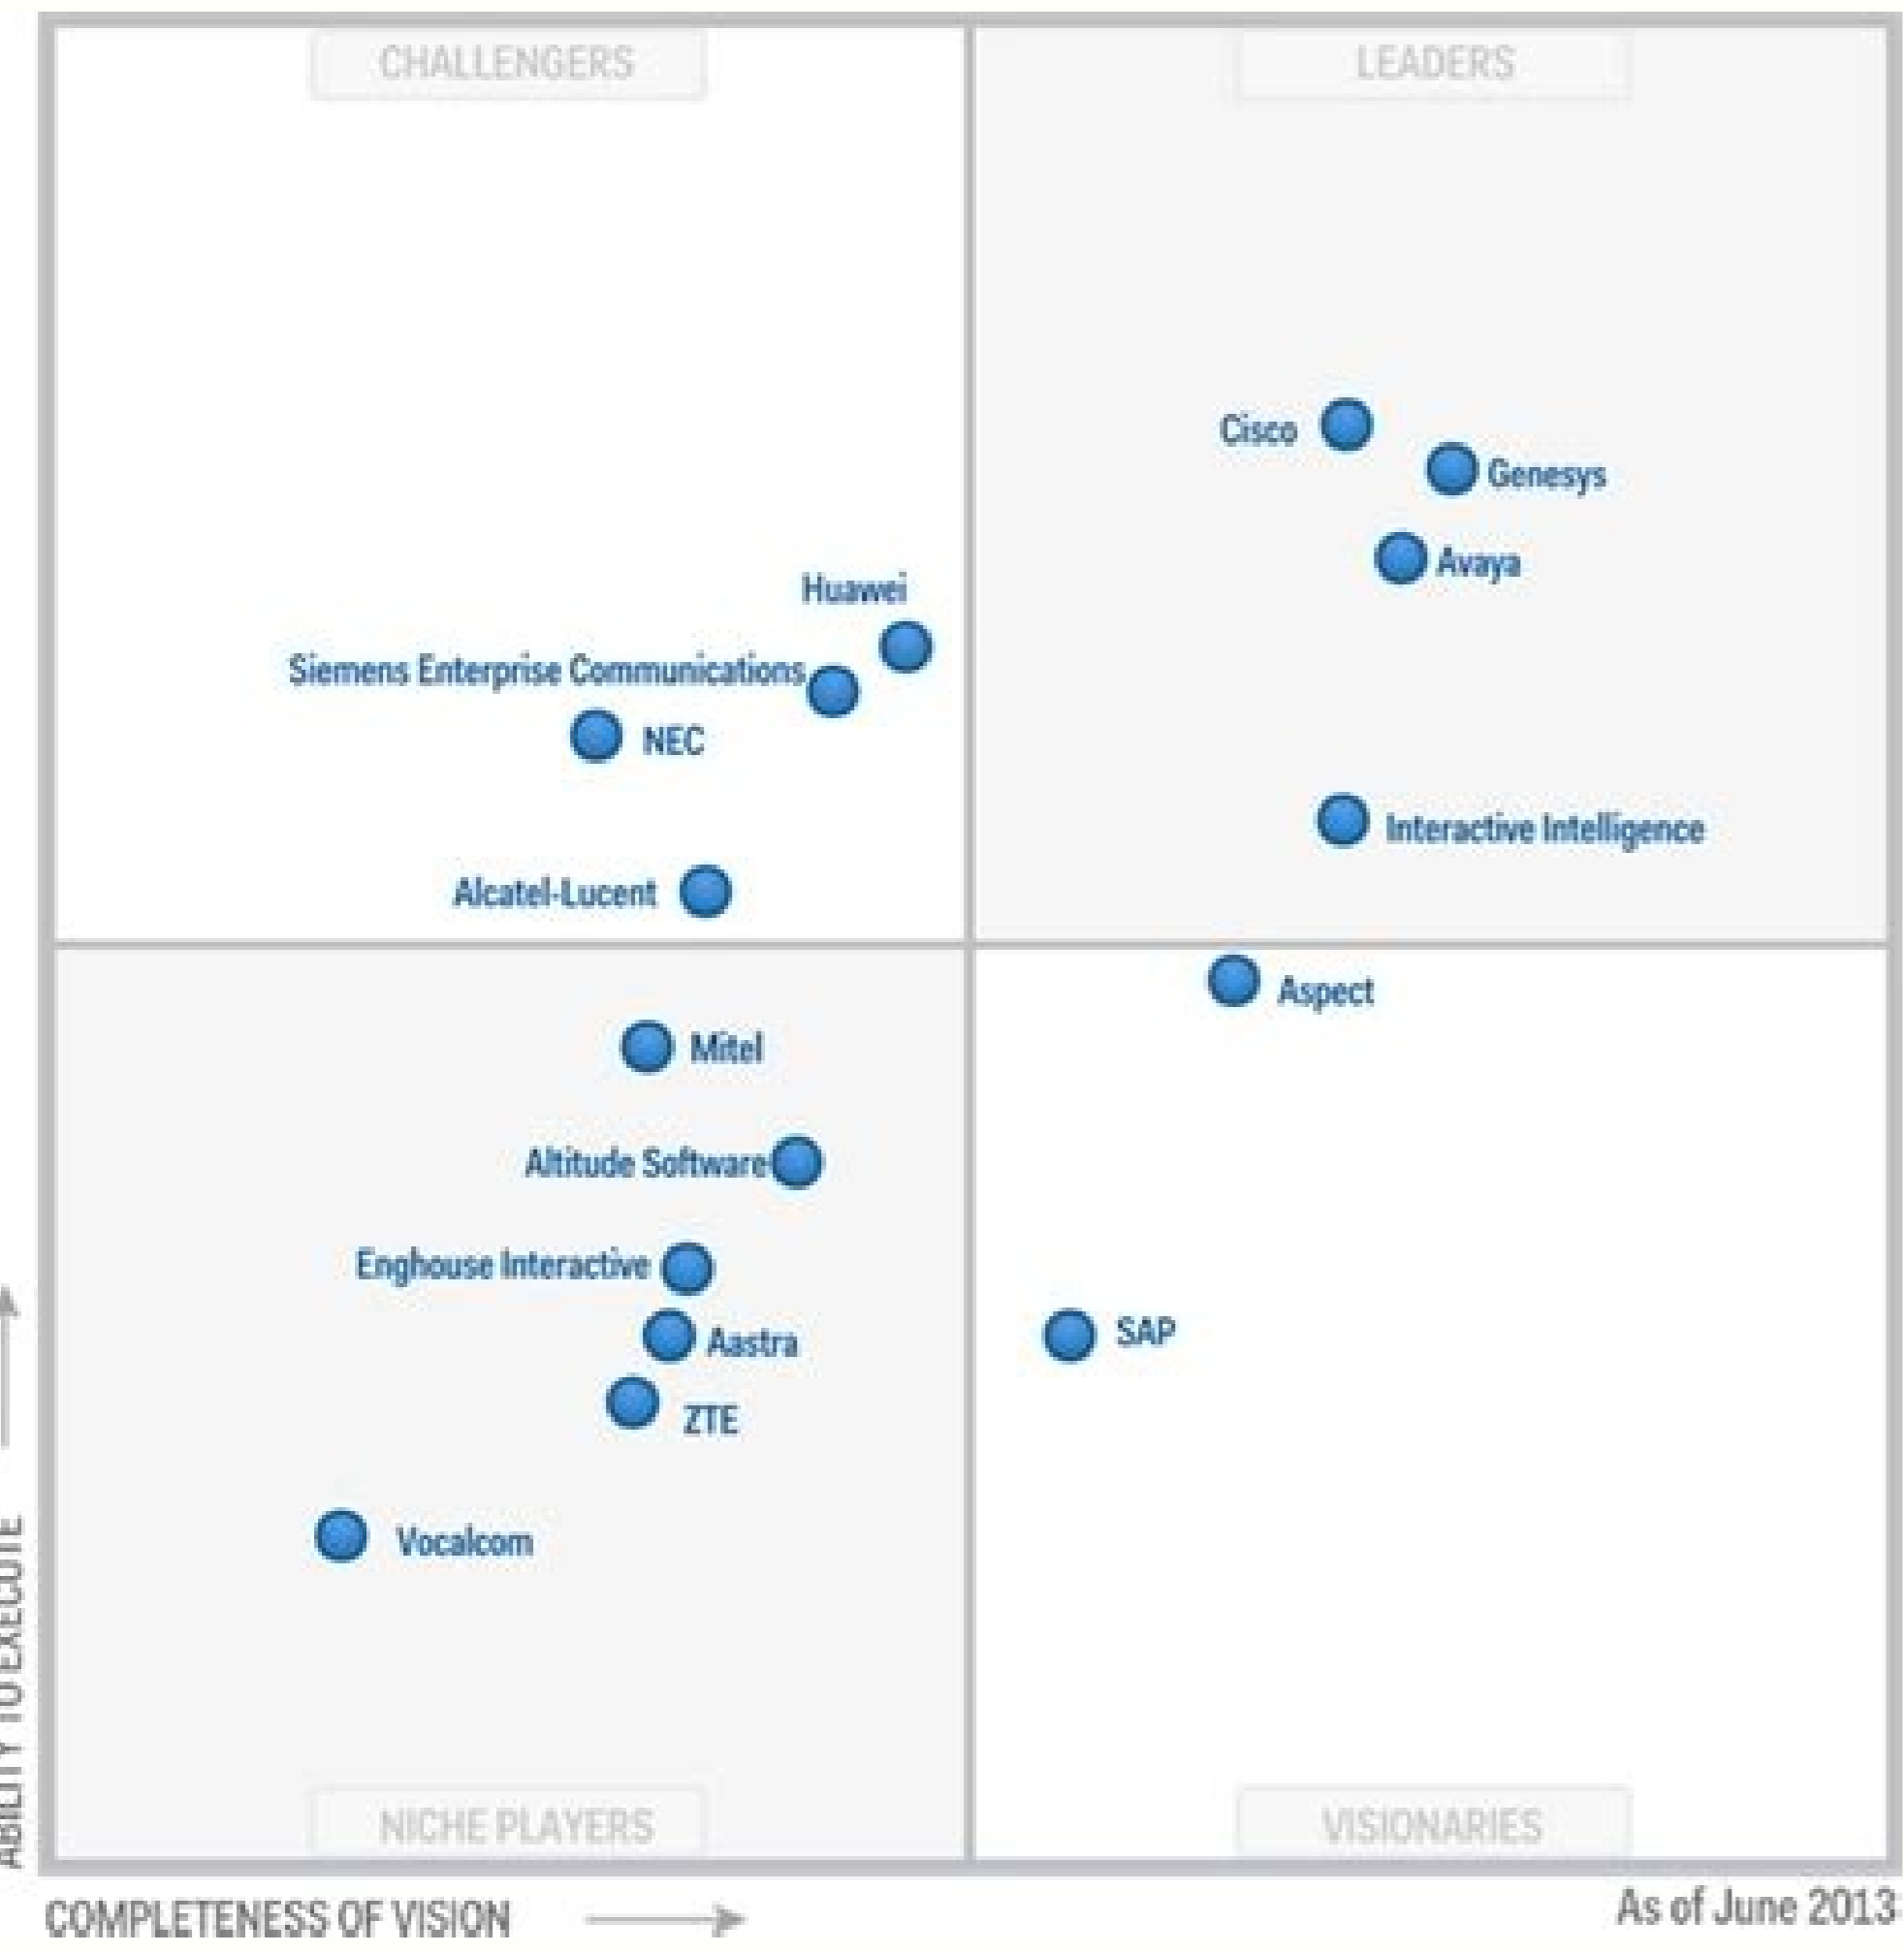 CHALLENGERS
LEADERS
Cisco
Genesys
Avaya
Huawei
Siemens Enterprise Communications
NEC
Interactive Intelligence
Alcatel-Lucent
Aspect
Mitel
Altitude Software
Enghouse Interactive
Aastra
SAP
ZTE
Vocalcom
NICHE PLAYERS
VISIONARIES
ABILITY TO EXECUTE
COMPLETENESS OF VISION
As of June 2013